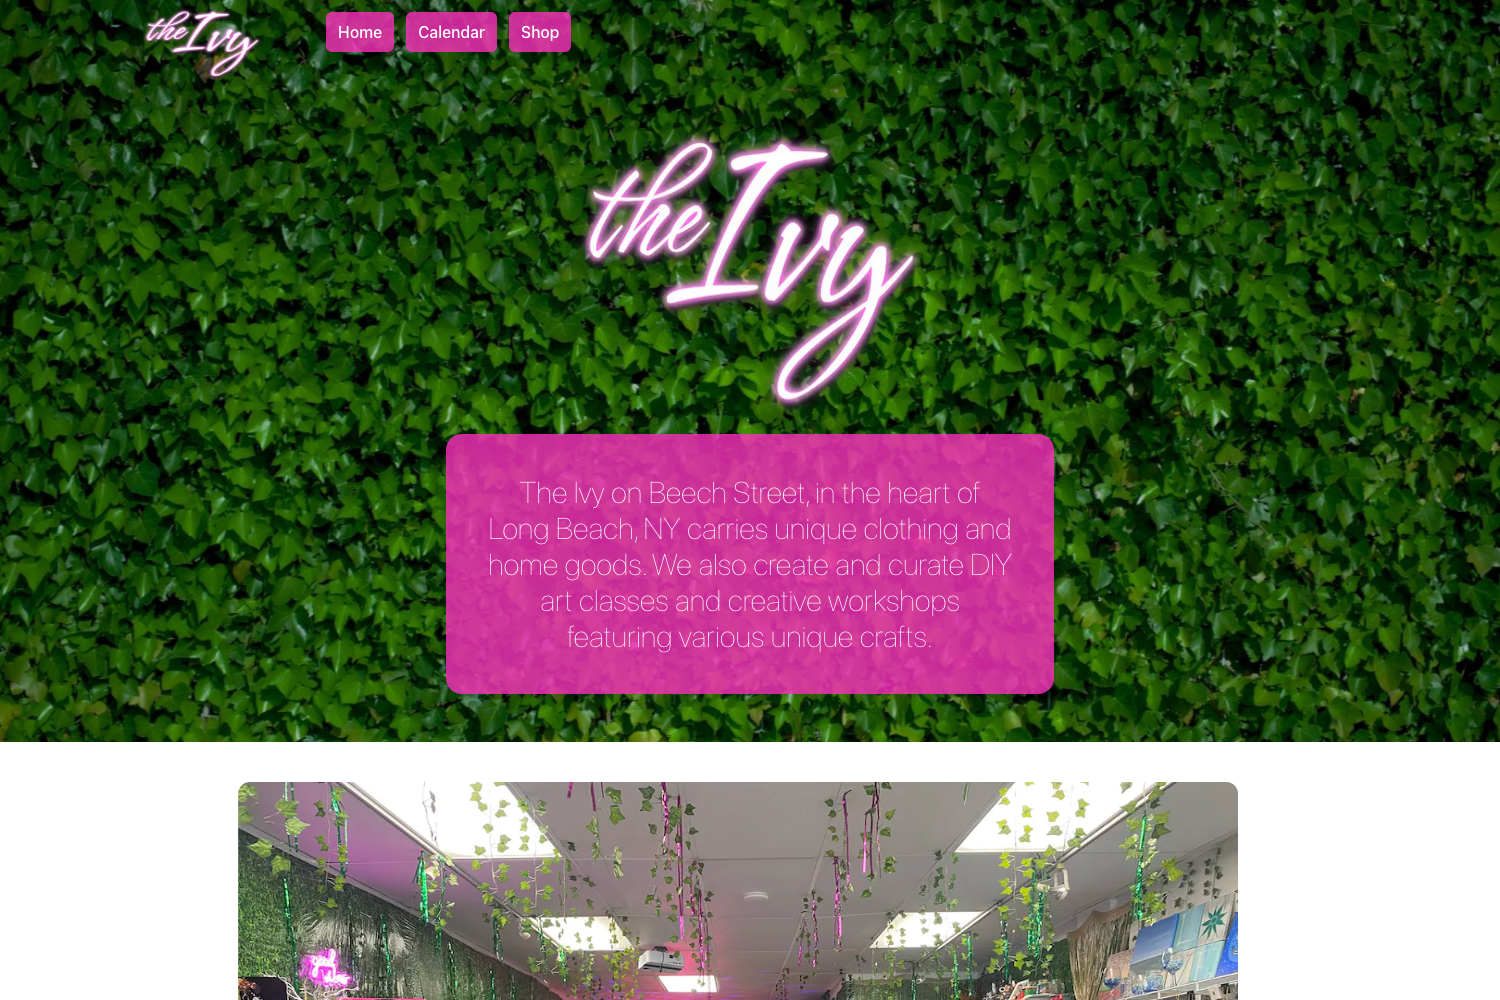 the Ivy
Home
Calendar
Shop
the Ivy
The Ivy on Beech Street, in the heart of
Long Beach, NY carries unique clothing and
home goods. We also create and curate DIY
art classes and creative workshops
featuring various unique crafts.